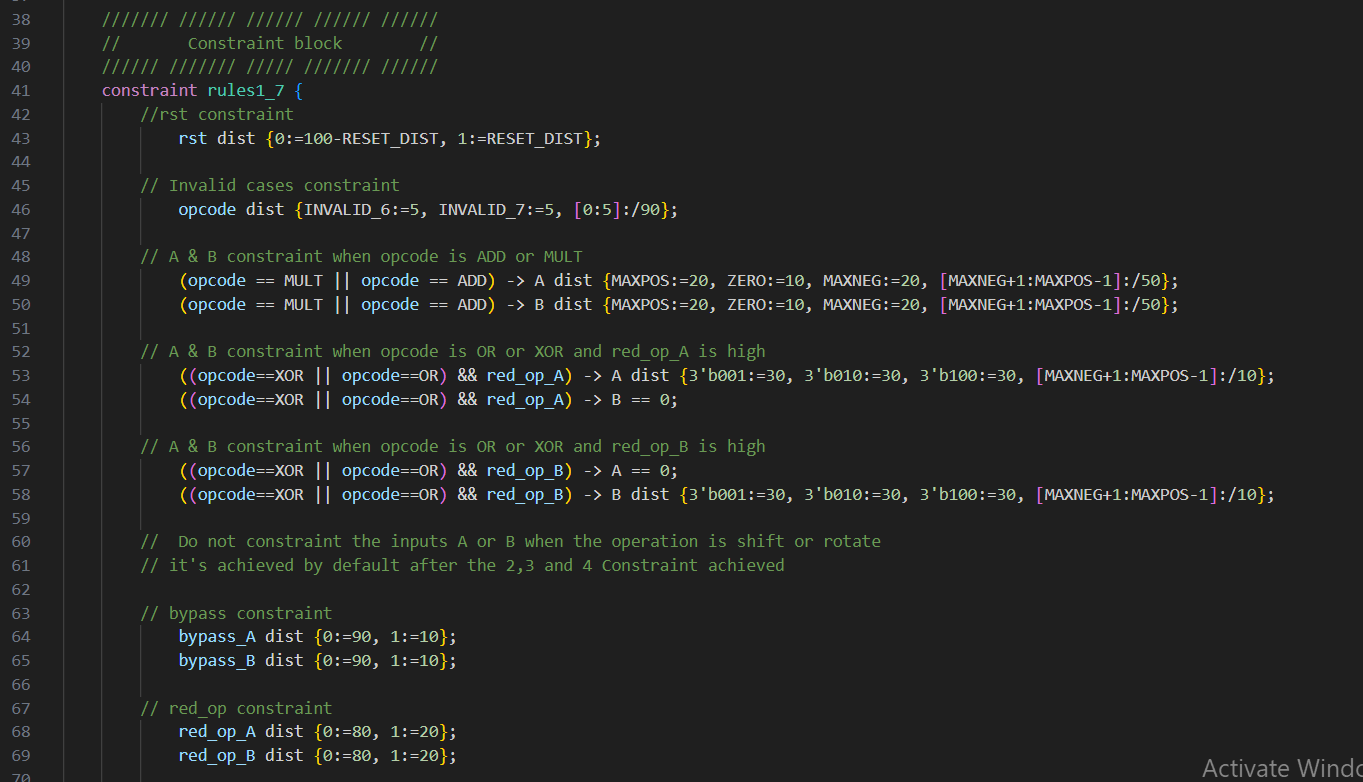 38 /////// ////// ////// ////// //////
39 // Constraint block //
40 ////// /////// ///// /////// //////
41 constraint rules1_7 {
42 //rst constraint
43 rst dist {0:=100-RESET_DIST, 1:=RESET_DIST};
44
45 // Invalid cases constraint
46 opcode dist {INVALID_6:=5, INVALID_7:=5, [0:5]:/90};
47
48 // A & B constraint when opcode is ADD or MULT
49 (opcode == MULT || opcode == ADD) -> A dist {MAXPOS:=20, ZERO:=10, MAXNEG:=20, [MAXNEG+1:MAXPOS-1]:/50};
50 (opcode == MULT || opcode == ADD) -> B dist {MAXPOS:=20, ZERO:=10, MAXNEG:=20, [MAXNEG+1:MAXPOS-1]:/50};
51
52 // A & B constraint when opcode is OR or XOR and red_op_A is high
53 ((opcode==XOR || opcode==OR) && red_op_A) -> A dist {3'b001:=30, 3'b010:=30, 3'b100:=30, [MAXNEG+1:MAXPOS-1]:/10};
54 ((opcode==XOR || opcode==OR) && red_op_A) -> B == 0;
55
56 // A & B constraint when opcode is OR or XOR and red_op_B is high
57 ((opcode==XOR || opcode==OR) && red_op_B) -> A == 0;
58 ((opcode==XOR || opcode==OR) && red_op_B) -> B dist {3'b001:=30, 3'b010:=30, 3'b100:=30, [MAXNEG+1:MAXPOS-1]:/10};
59
60 // Do not constraint the inputs A or B when the operation is shift or rotate
61 // it's achieved by default after the 2,3 and 4 Constraint achieved
62
63 // bypass constraint
64 bypass_A dist {0:=90, 1:=10};
65 bypass_B dist {0:=90, 1:=10};
66
67 // red_op constraint
68 red_op_A dist {0:=80, 1:=20};
69 red_op_B dist {0:=80, 1:=20};
70
Activate Windo